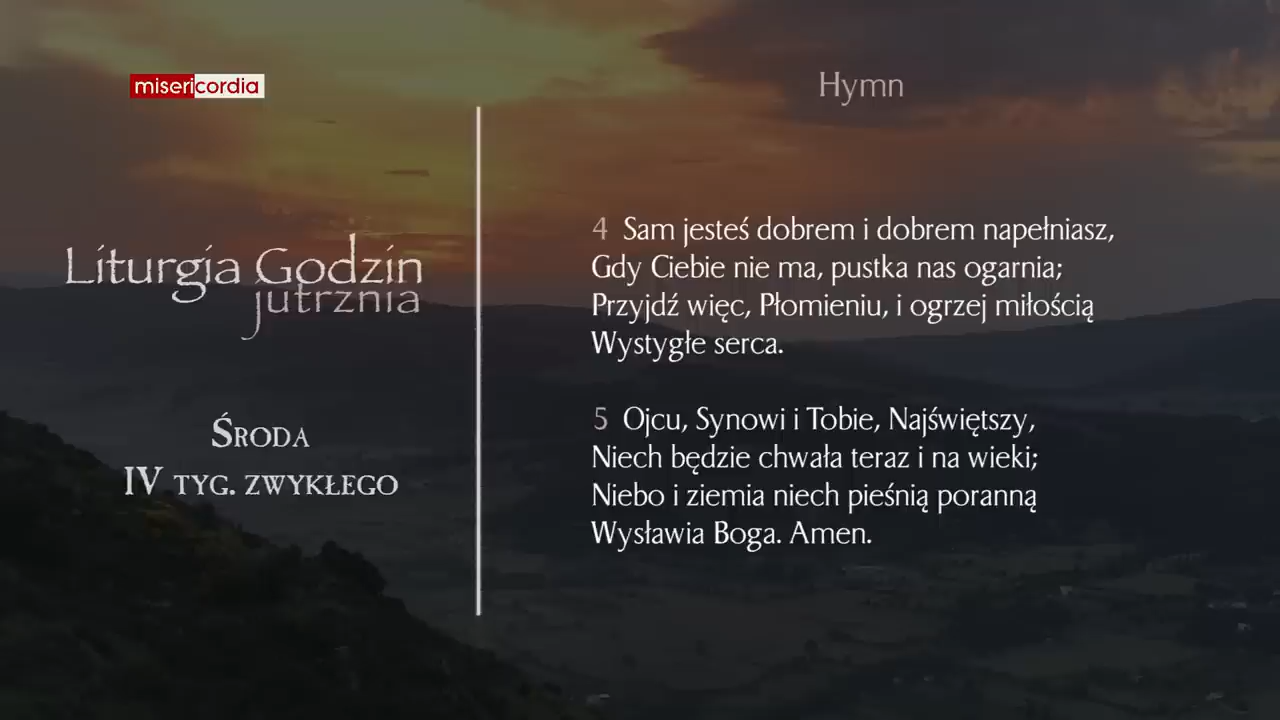 misericordia
Liturgia Godzin
jutrznia
Środa
IV tyg. zwykłego
Hymn
4 Sam jesteś dobrem i dobrem napełniasz,
Gdy Ciebie nie ma, pustka nas ogarnia;
Przyjdź więc, Płomieniu, i ogrzej miłością
Wystygłe serca.
5 Ojcu, Synowi i Tobie, Najświętszy,
Niech będzie chwała teraz i na wieki;
Niebo i ziemia niech pieśnią poranną
Wysławia Boga. Amen.